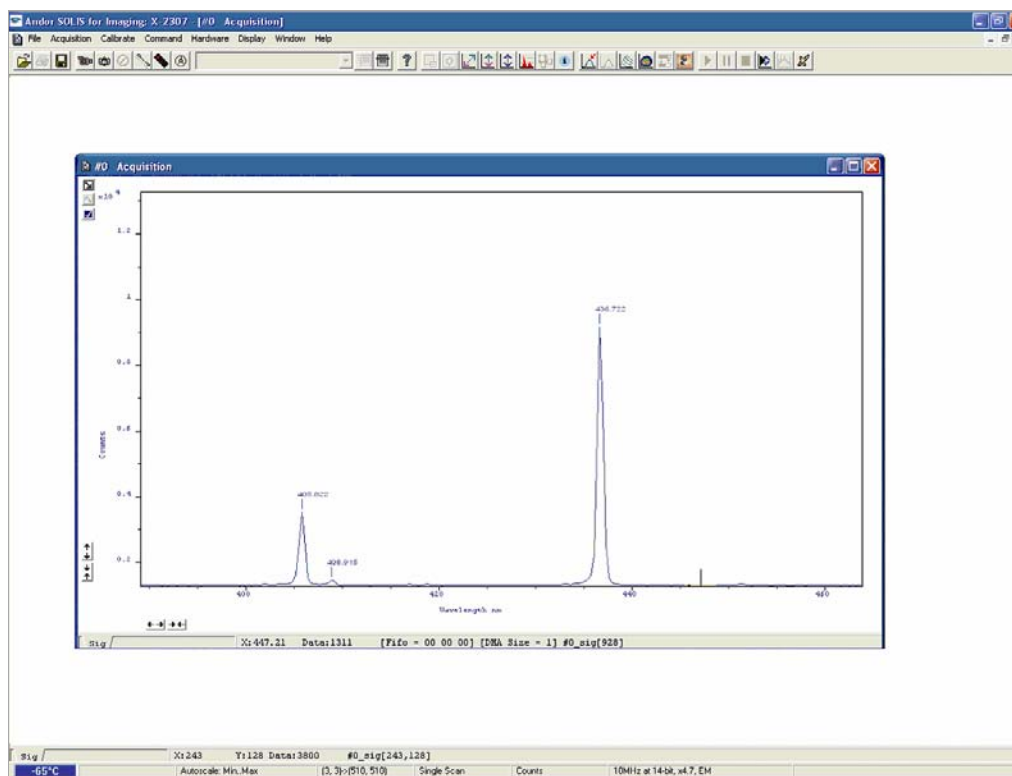 Andor SOLIS for Imaging: X-2307 - [#0 Acquisition]
File Acquisition Calibrate Command Hardware Display Window Help
#0 Acquisition
1.2
1
0.8
0.6
0.4
0.2
Counts
436.722
405.822
408.945
400 420 440 460
Wavelength nm
Sig X:447.21 Data:1311 [Fifo = 00 00 00] [DMA Size = 1] #0_sig[928]
Sig X:243 Y:128 Data:3800 #0_sig[243,128]
-65°C Autoscale: Min..Max (3, 3)->(510, 510) Single Scan Counts 10MHz at 14-bit, x4.7, EM